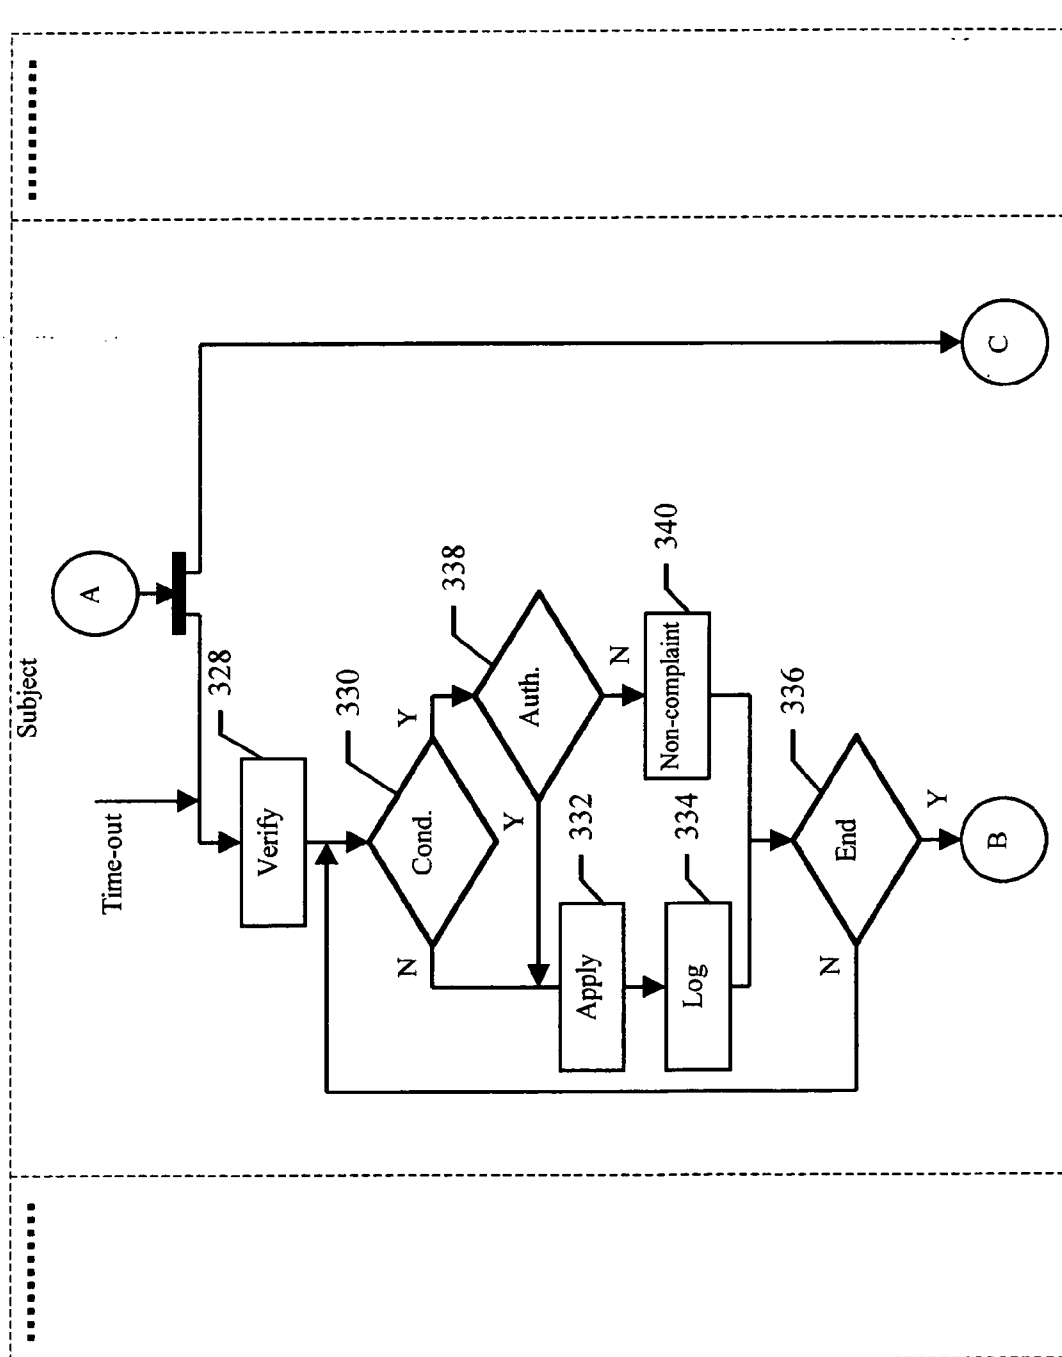 Subject
A
Time-out
328
Verify
330
Cond.
Y
N
338
Auth.
Y
N
332
Apply
340
Non-complaint
334
Log
336
End
N
Y
B
C